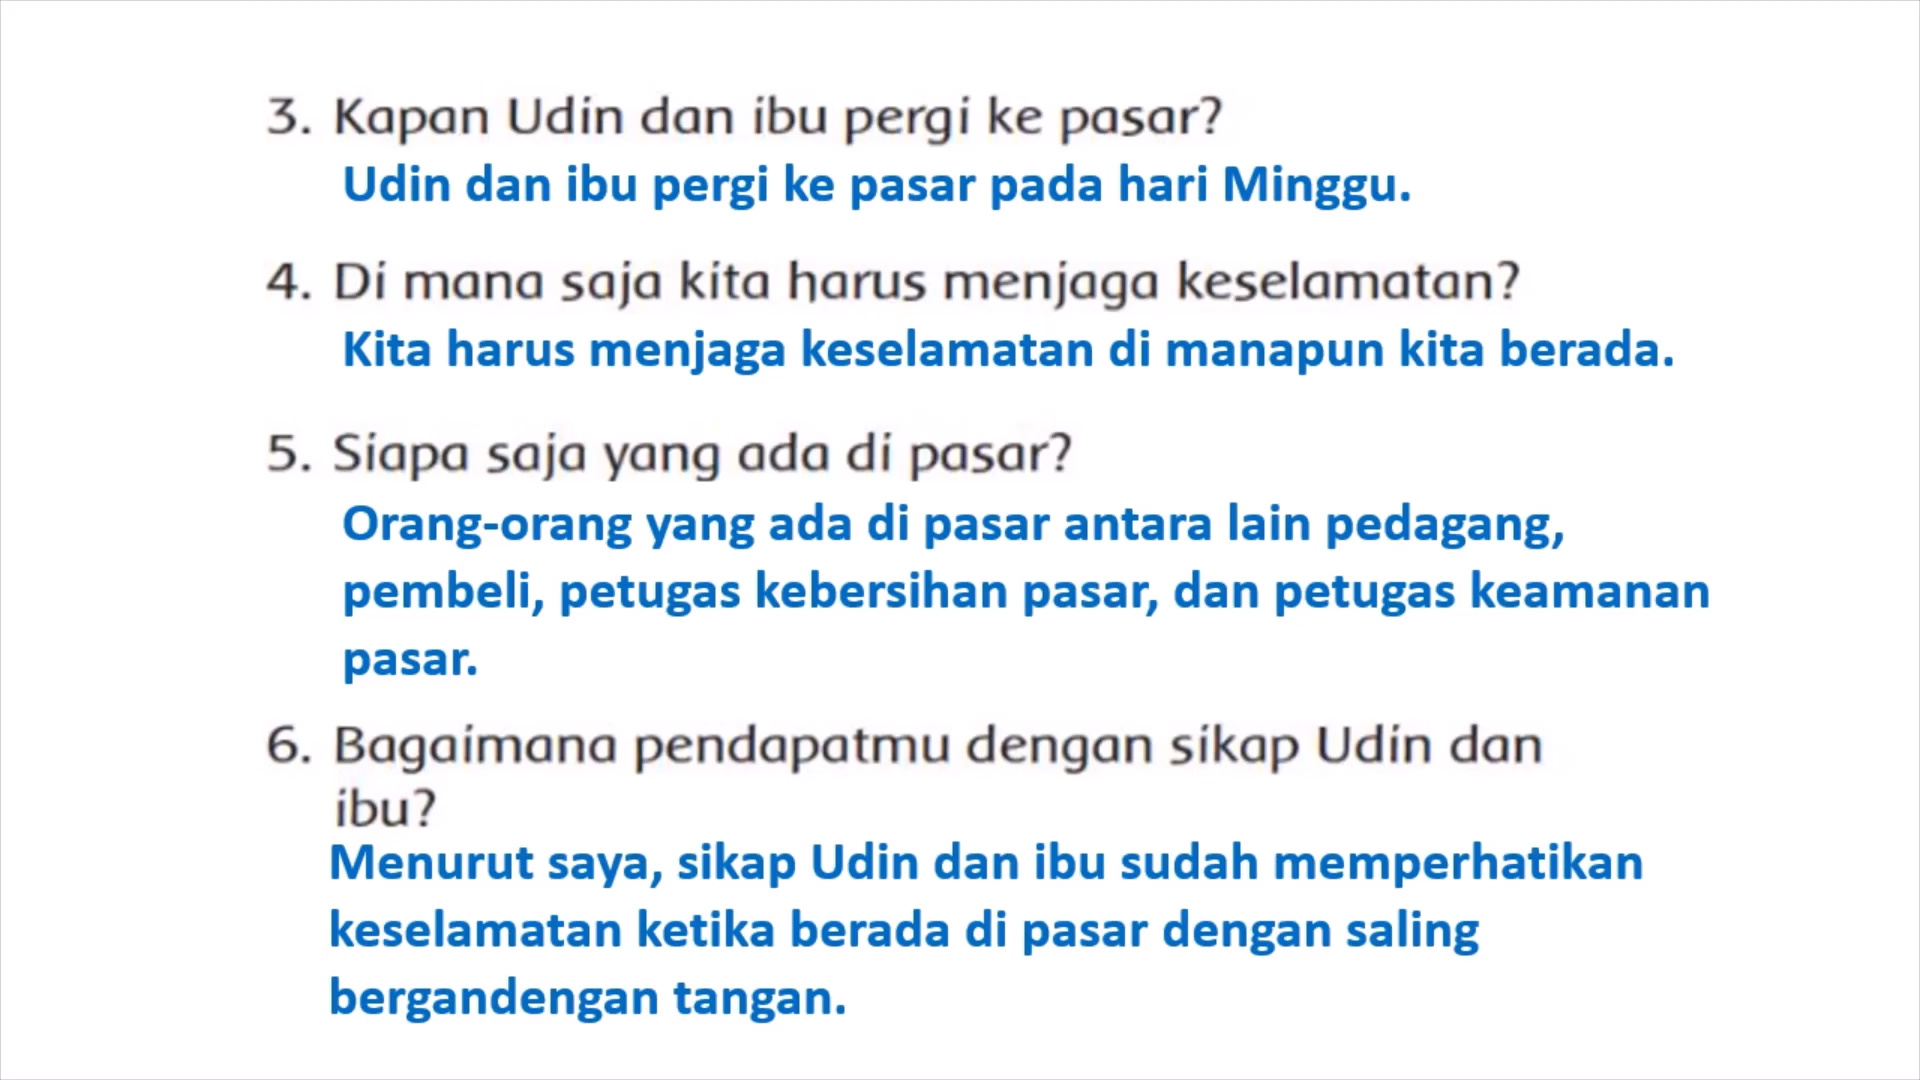 3. Kapan Udin dan ibu pergi ke pasar?
Udin dan ibu pergi ke pasar pada hari Minggu.
4. Di mana saja kita harus menjaga keselamatan?
Kita harus menjaga keselamatan di manapun kita berada.
5. Siapa saja yang ada di pasar?
Orang-orang yang ada di pasar antara lain pedagang,
pembeli, petugas kebersihan pasar, dan petugas keamanan
pasar.
6. Bagaimana pendapatmu dengan sikap Udin dan
ibu?
Menurut saya, sikap Udin dan ibu sudah memperhatikan
keselamatan ketika berada di pasar dengan saling
bergandengan tangan.